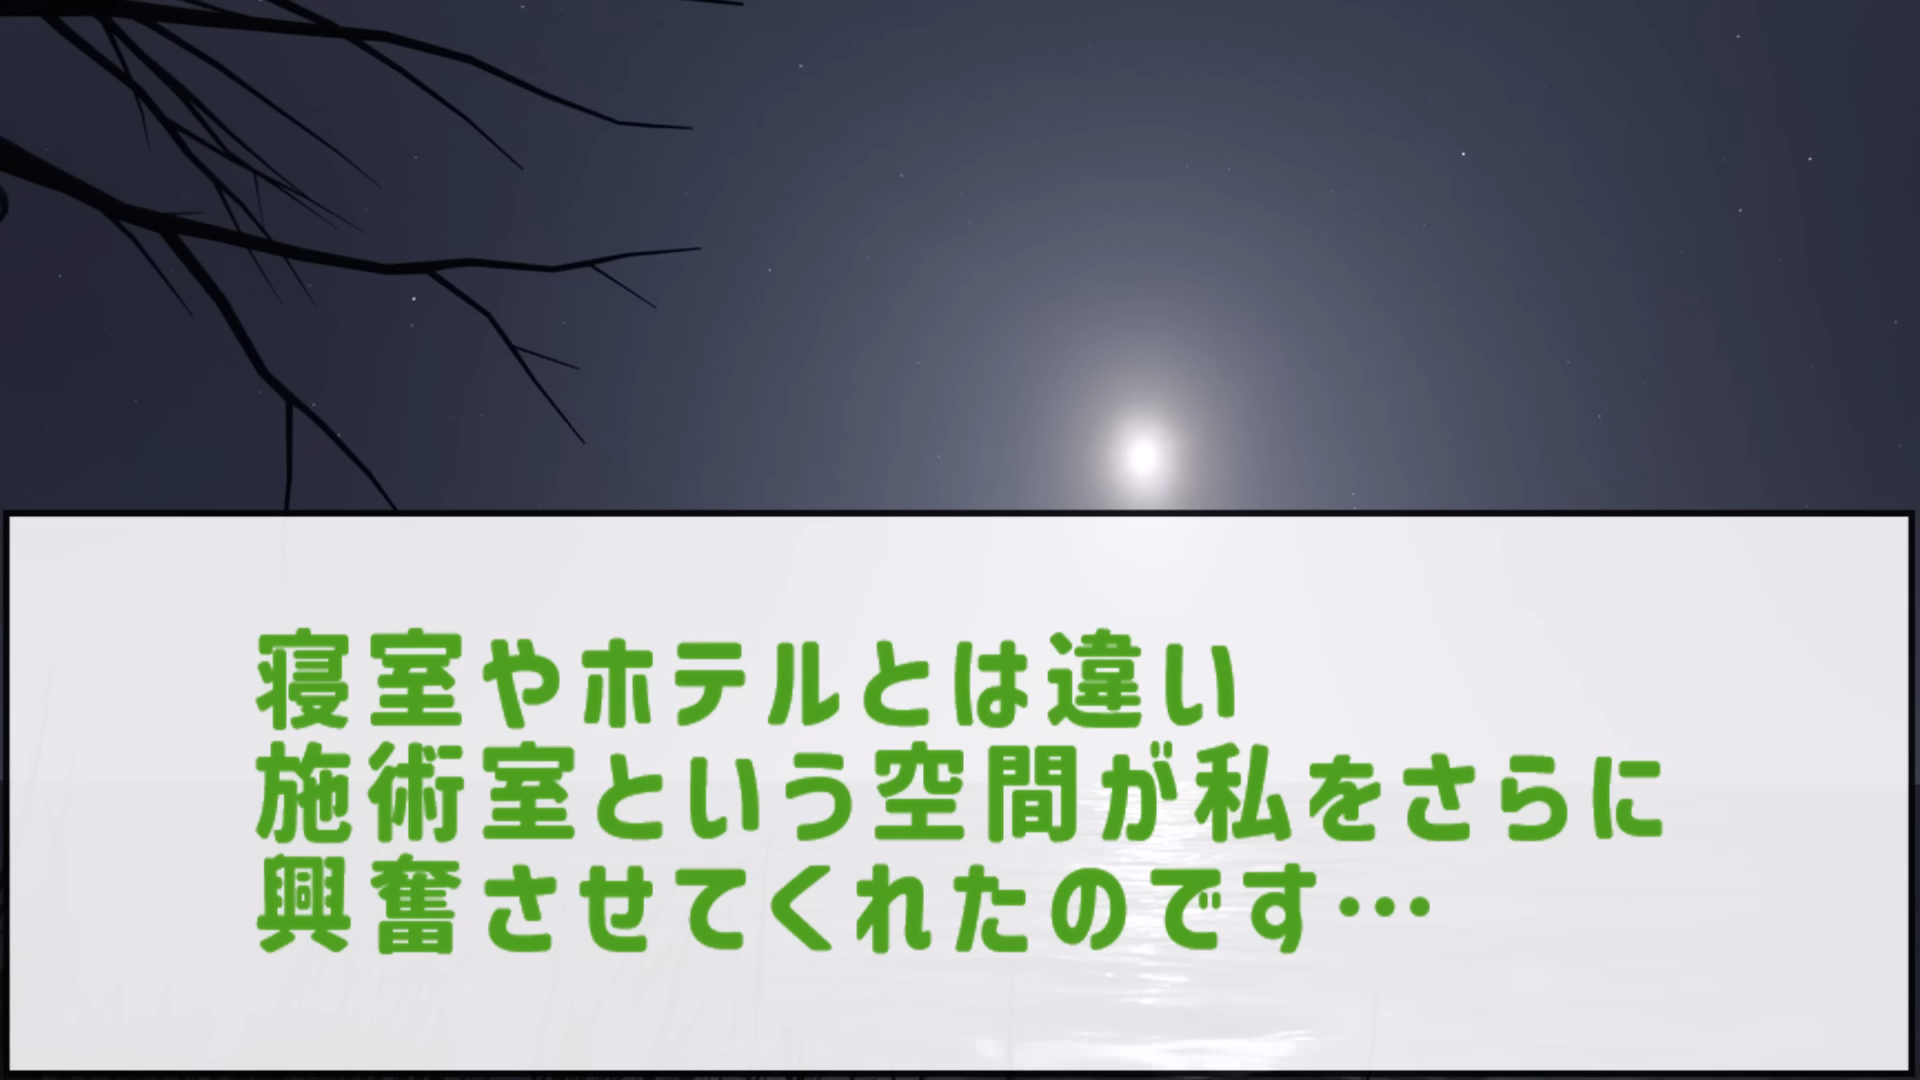 寝室やホテルとは違い
施術室という空間が私をさらに
興奮させてくれたのです…